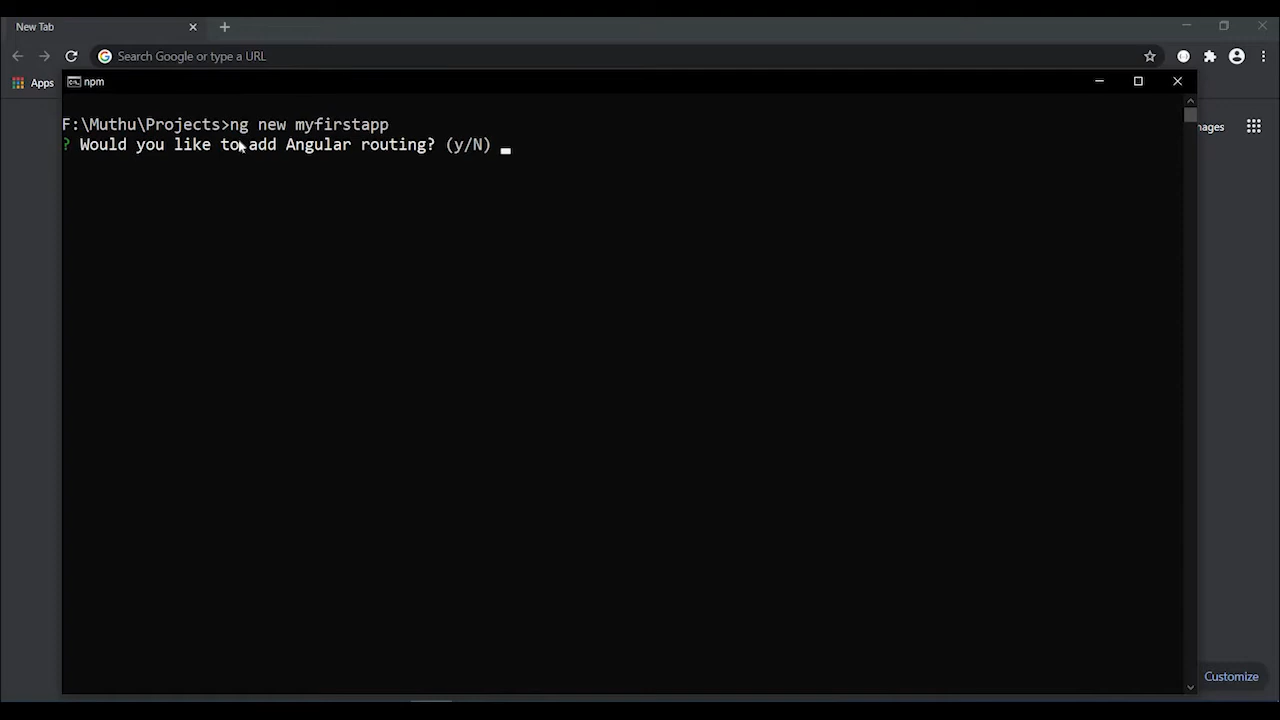 New Tab
Search Google or type a URL
Apps
npm
ages
F:\Muthu\Projects>ng new myfirstapp
? Would you like to add Angular routing? (y/N)
Customize